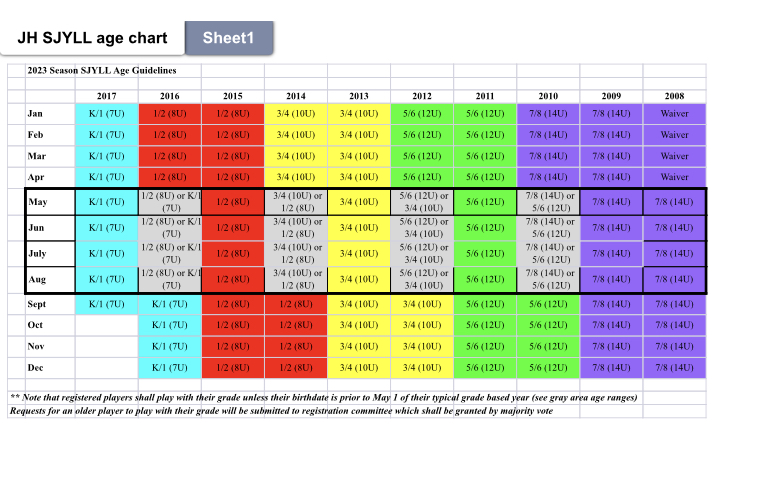 JH SJYLL age chart Sheet1
2023 Season SJYLL Age Guidelines
2017 2016 2015 2014 2013 2012 2011 2010 2009 2008
Jan K/1 (7U) 1/2 (8U) 1/2 (8U) 3/4 (10U) 3/4 (10U) 5/6 (12U) 5/6 (12U) 7/8 (14U) 7/8 (14U) Waiver
Feb K/1 (7U) 1/2 (8U) 1/2 (8U) 3/4 (10U) 3/4 (10U) 5/6 (12U) 5/6 (12U) 7/8 (14U) 7/8 (14U) Waiver
Mar K/1 (7U) 1/2 (8U) 1/2 (8U) 3/4 (10U) 3/4 (10U) 5/6 (12U) 5/6 (12U) 7/8 (14U) 7/8 (14U) Waiver
Apr K/1 (7U) 1/2 (8U) 1/2 (8U) 3/4 (10U) 3/4 (10U) 5/6 (12U) 5/6 (12U) 7/8 (14U) 7/8 (14U) Waiver
May K/1 (7U) 1/2 (8U) or K/1 (7U) 1/2 (8U) 3/4 (10U) or 1/2 (8U) 3/4 (10U) 5/6 (12U) or 3/4 (10U) 5/6 (12U) 7/8 (14U) or 5/6 (12U) 7/8 (14U) 7/8 (14U)
Jun K/1 (7U) 1/2 (8U) or K/1 (7U) 1/2 (8U) 3/4 (10U) or 1/2 (8U) 3/4 (10U) 5/6 (12U) or 3/4 (10U) 5/6 (12U) 7/8 (14U) or 5/6 (12U) 7/8 (14U) 7/8 (14U)
July K/1 (7U) 1/2 (8U) or K/1 (7U) 1/2 (8U) 3/4 (10U) or 1/2 (8U) 3/4 (10U) 5/6 (12U) or 3/4 (10U) 5/6 (12U) 7/8 (14U) or 5/6 (12U) 7/8 (14U) 7/8 (14U)
Aug K/1 (7U) 1/2 (8U) or K/1 (7U) 1/2 (8U) 3/4 (10U) or 1/2 (8U) 3/4 (10U) 5/6 (12U) or 3/4 (10U) 5/6 (12U) 7/8 (14U) or 5/6 (12U) 7/8 (14U) 7/8 (14U)
Sept K/1 (7U) K/1 (7U) 1/2 (8U) 1/2 (8U) 3/4 (10U) 3/4 (10U) 5/6 (12U) 5/6 (12U) 7/8 (14U) 7/8 (14U)
Oct K/1 (7U) 1/2 (8U) 1/2 (8U) 3/4 (10U) 3/4 (10U) 5/6 (12U) 5/6 (12U) 7/8 (14U) 7/8 (14U)
Nov K/1 (7U) 1/2 (8U) 1/2 (8U) 3/4 (10U) 3/4 (10U) 5/6 (12U) 5/6 (12U) 7/8 (14U) 7/8 (14U)
Dec K/1 (7U) 1/2 (8U) 1/2 (8U) 3/4 (10U) 3/4 (10U) 5/6 (12U) 5/6 (12U) 7/8 (14U) 7/8 (14U)
** Note that registered players shall play with their grade unless their birthdate is prior to May 1 of their typical grade based year (see gray area age ranges)
Requests for an older player to play with their grade will be submitted to registration committee which shall be granted by majority vote